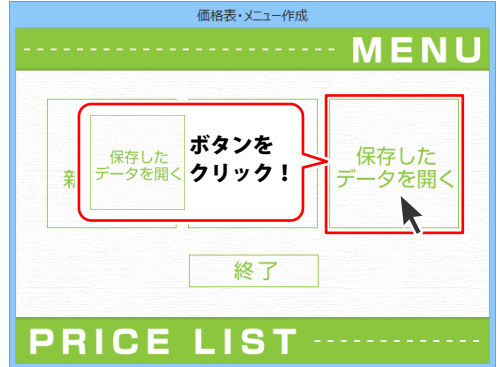 価格表・メニュー作成
MENU
新
保存した
データを開く
ボタンを
クリック！
保存した
データを開く
終了
PRICE LIST